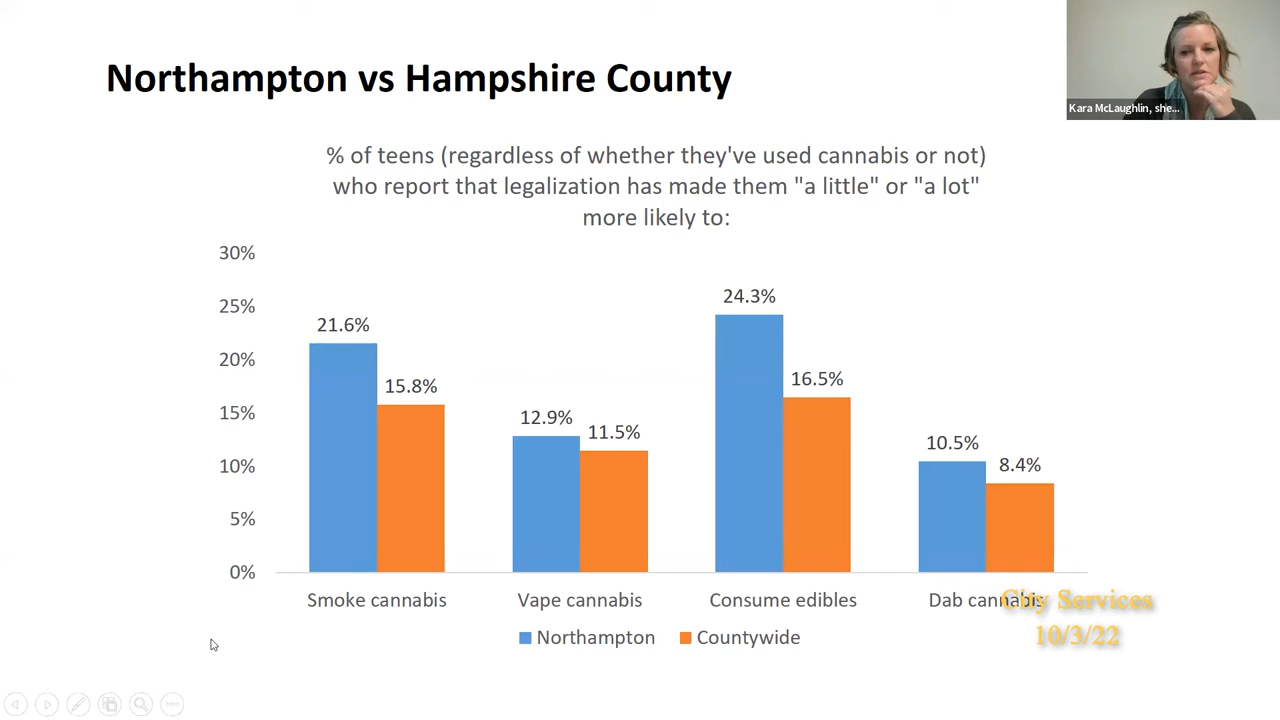 Northampton vs Hampshire County
Kara McLaughlin, she...
% of teens (regardless of whether they've used cannabis or not)
who report that legalization has made them "a little" or "a lot"
more likely to:
30%
25%
20%
15%
10%
5%
0%
21.6%
15.8%
12.9%
11.5%
24.3%
16.5%
10.5%
8.4%
Smoke cannabis
Vape cannabis
Consume edibles
Dab cannabis
Northampton
Countywide
City Services
10/3/22